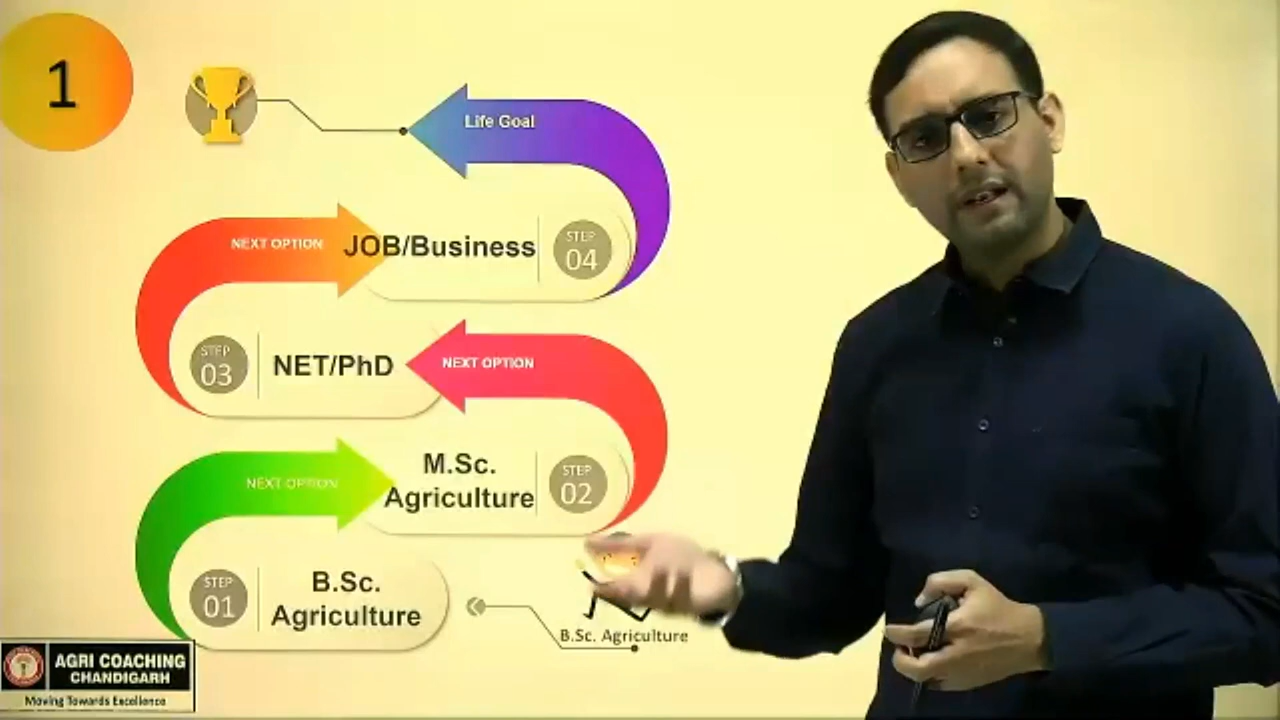 1
Life Goal
NEXT OPTION
JOB/Business
STEP
04
STEP
03
NET/PhD
NEXT OPTION
NEXT OPTION
M.Sc.
Agriculture
STEP
02
STEP
01
B.Sc.
Agriculture
B.Sc. Agriculture
AGRI COACHING
CHANDIGARH
Moving Towards Excellence